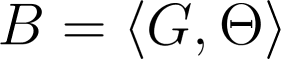 B = ⟨G, Θ⟩